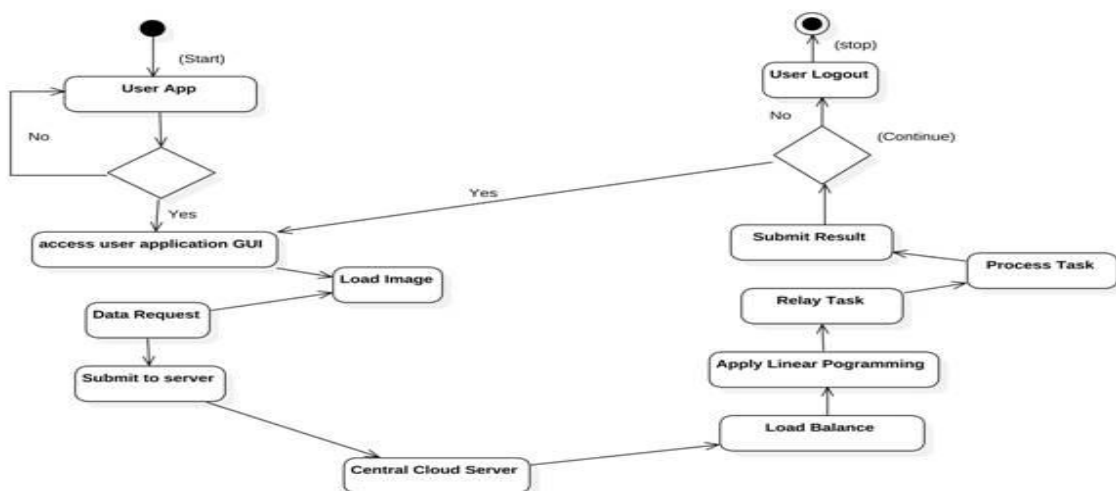 (Start)
User App
No
Yes
access user application GUI
Load Image
Data Request
Submit to server
Central Cloud Server
Load Balance
Apply Linear Pogramming
Relay Task
Process Task
Submit Result
Yes
(Continue)
No
User Logout
(stop)